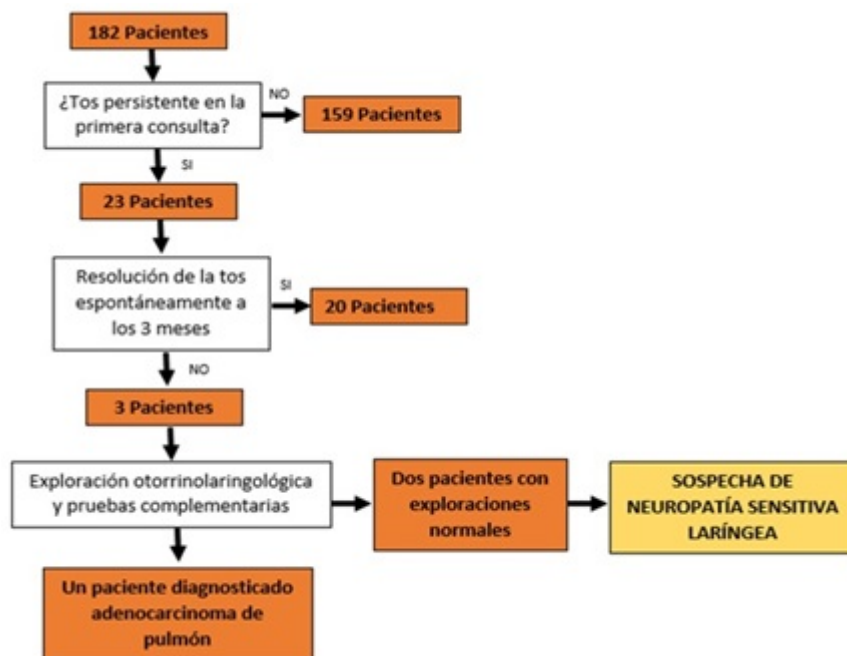 182 Pacientes
¿Tos persistente en la
primera consulta?
NO
159 Pacientes
SI
23 Pacientes
Resolución de la tos
espontáneamente a
los 3 meses
SI
20 Pacientes
NO
3 Pacientes
Exploración otorrinolaringológica
y pruebas complementarias
Dos pacientes con
exploraciones
normales
SOSPECHA DE
NEUROPATÍA SENSITIVA
LARÍNGEA
Un paciente diagnosticado
adenocarcinoma de
pulmón